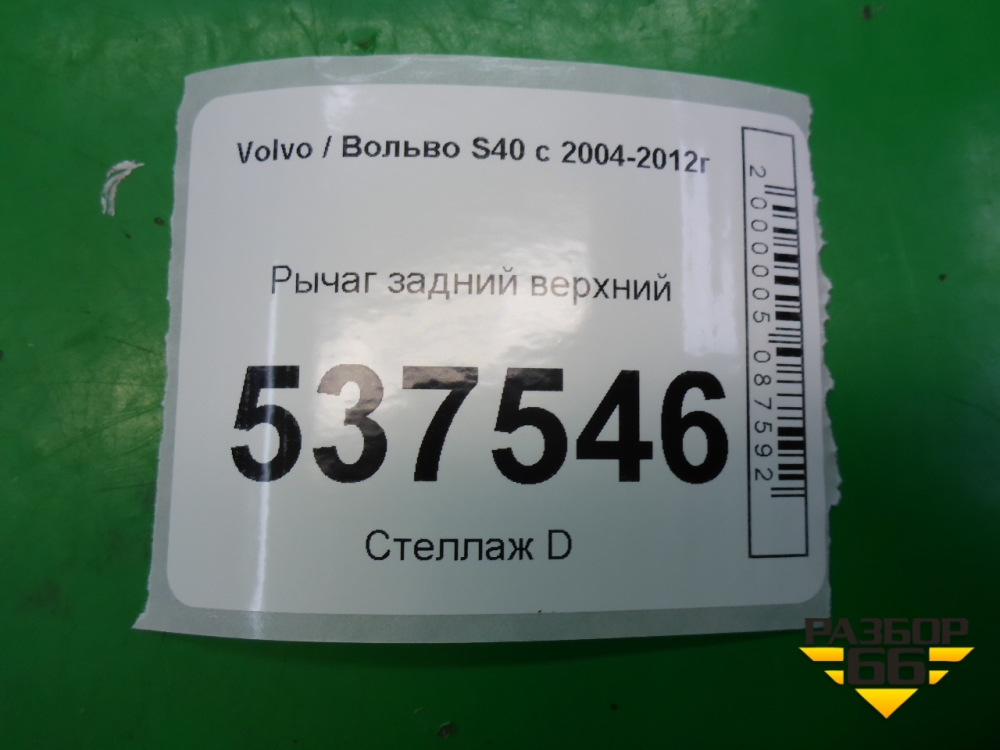 Volvo / Вольво S40 с 2004-2012г
Рычаг задний верхний
537546
Стеллаж D
2000005087592
РАЗБОР
66